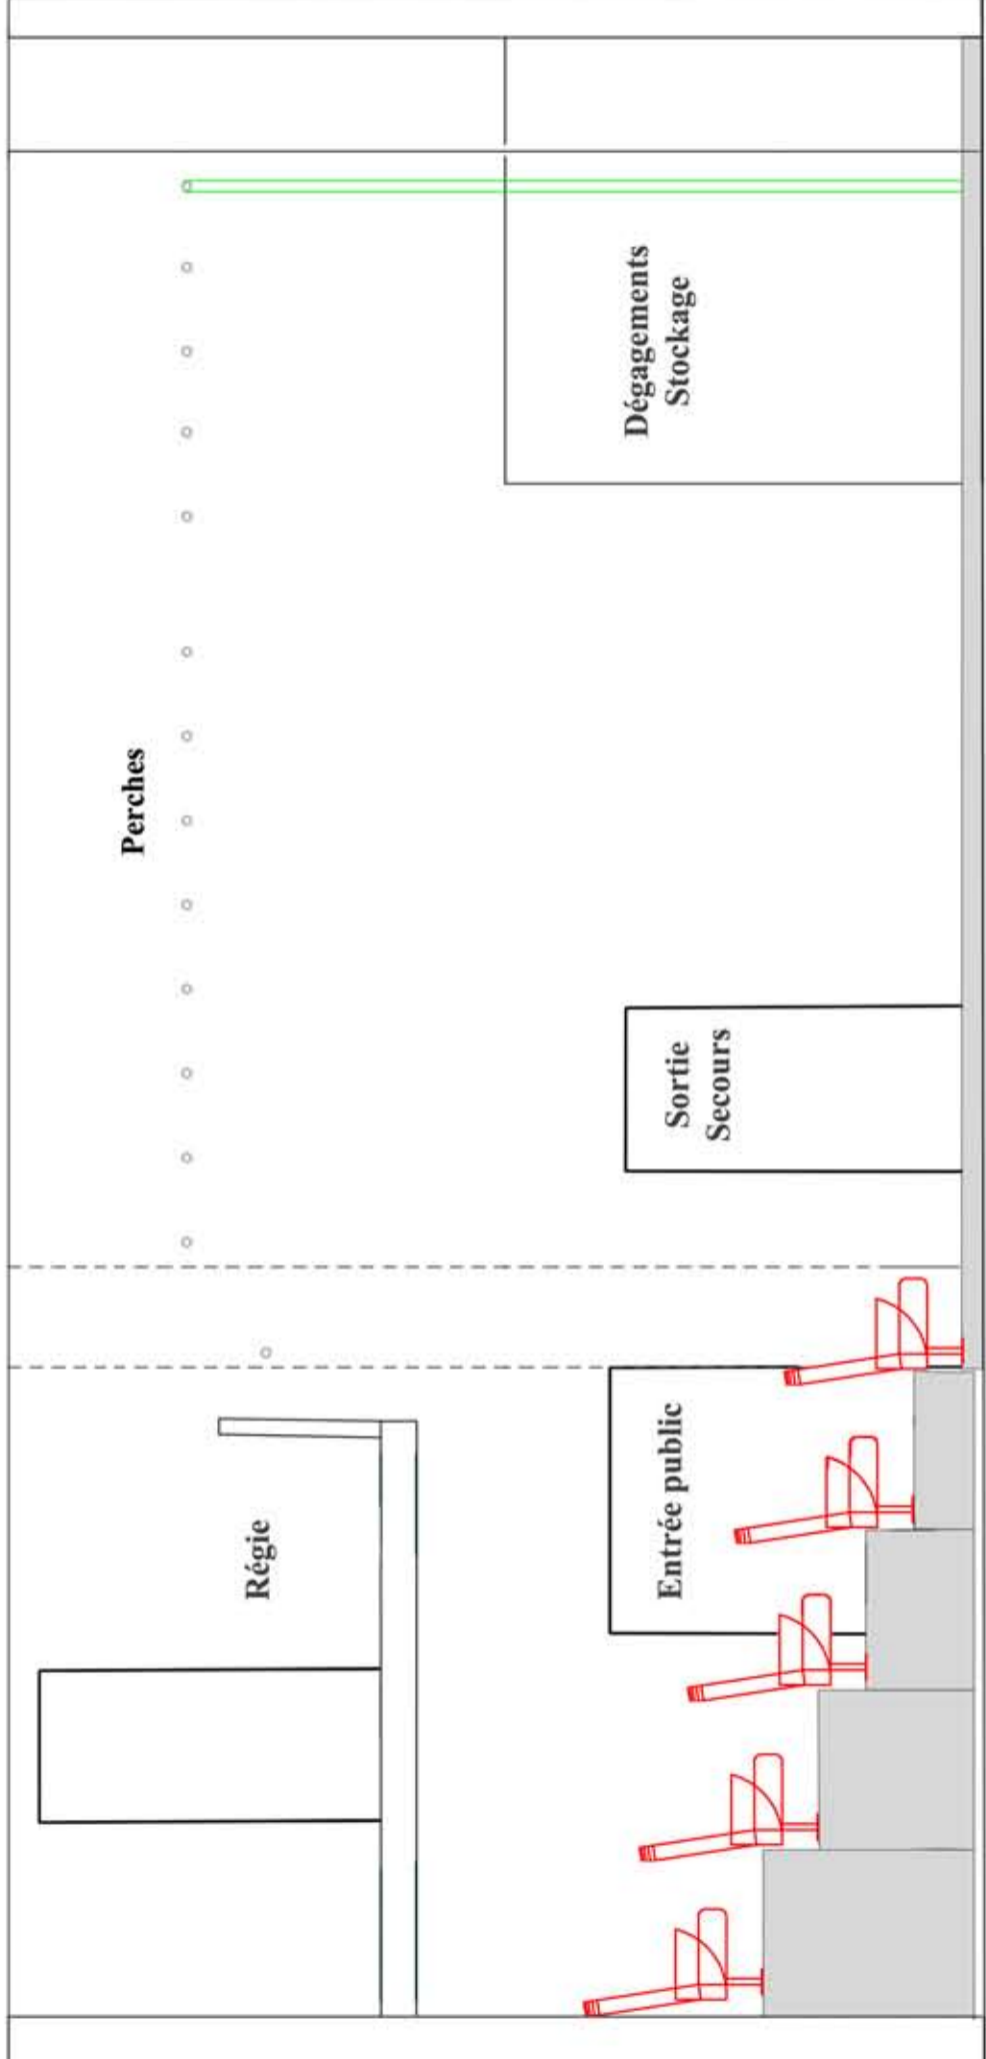 Perches
Régie
Entrée public
Sortie
Secours
Dégagements
Stockage